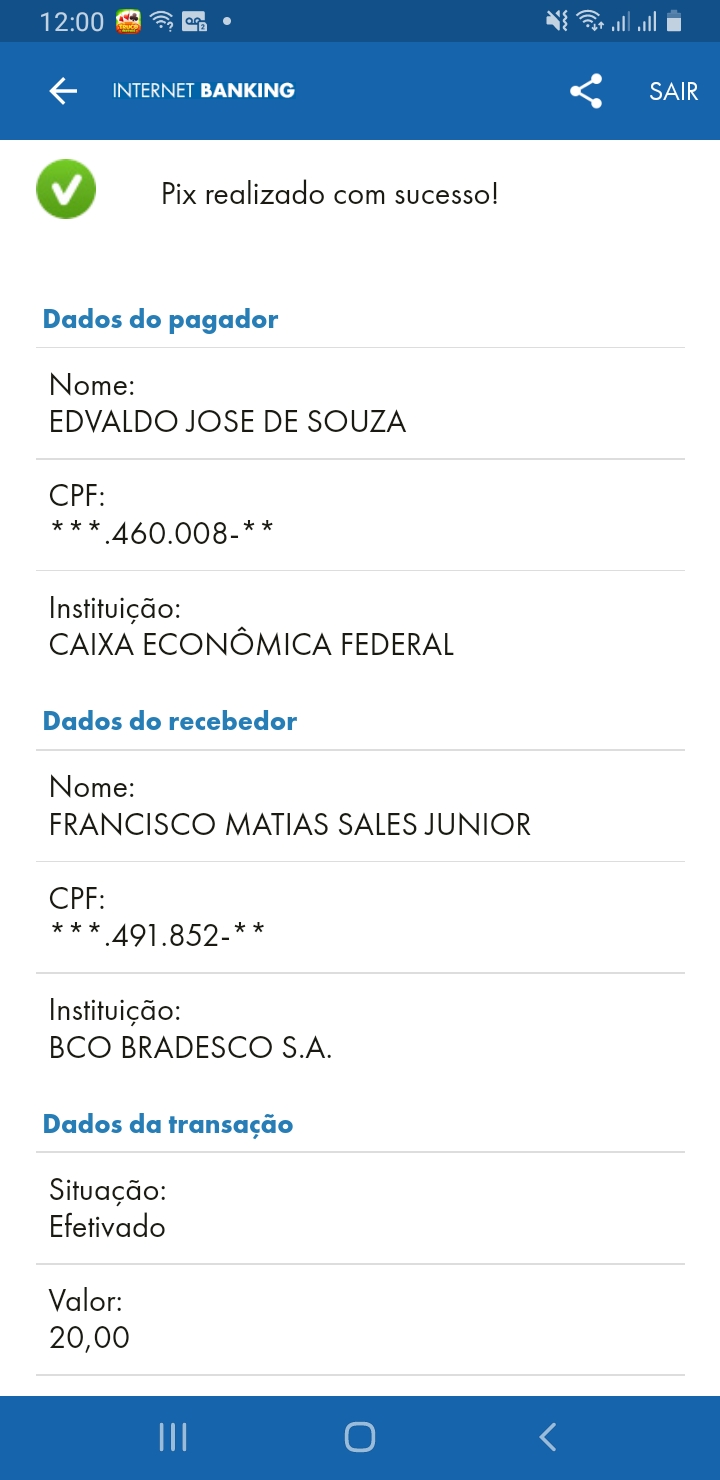 12:00
INTERNET BANKING
SAIR
Pix realizado com sucesso!
Dados do pagador
Nome:
EDVALDO JOSE DE SOUZA
CPF:
***.460.008-**
Instituição:
CAIXA ECONÔMICA FEDERAL
Dados do recebedor
Nome:
FRANCISCO MATIAS SALES JUNIOR
CPF:
***.491.852-**
Instituição:
BCO BRADESCO S.A.
Dados da transação
Situação:
Efetivado
Valor:
20,00